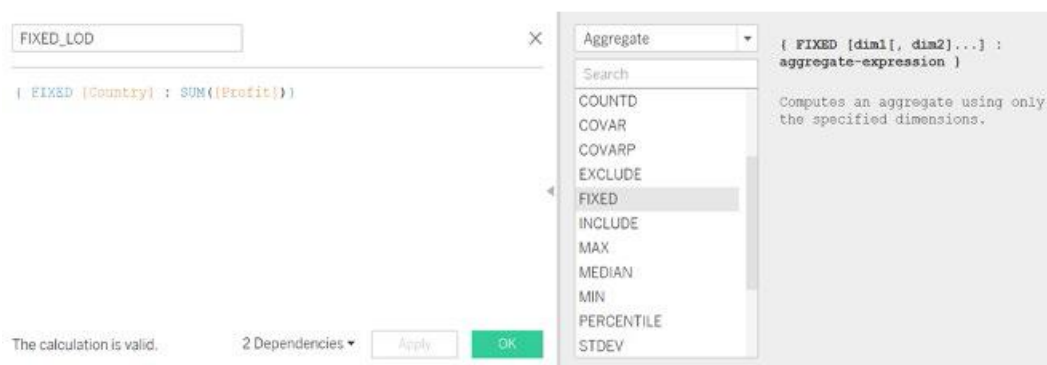 FIXED_LOD
{ FIXED [Country] : SUM([Profit])}
The calculation is valid.
2 Dependencies
Apply
OK
Aggregate
Search
COUNTD
COVAR
COVARP
EXCLUDE
FIXED
INCLUDE
MAX
MEDIAN
MIN
PERCENTILE
STDEV
{ FIXED [dim1[, dim2]...] :
aggregate-expression }
Computes an aggregate using only
the specified dimensions.